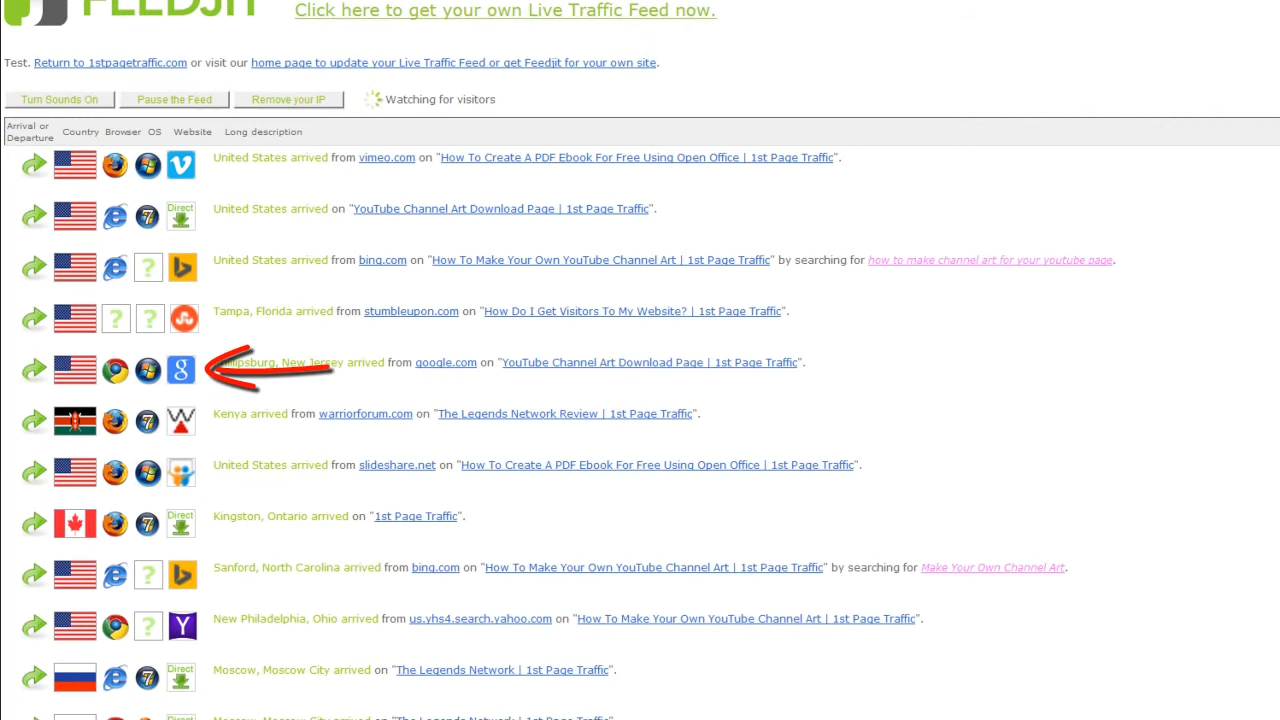 FEEDJIT
Click here to get your own Live Traffic Feed now.
Test. Return to 1stpagetraffic.com or visit our home page to update your Live Traffic Feed or get Feedjit for your own site.
Turn Sounds On Pause the Feed Remove your IP Watching for visitors
Arrival or Departure Country Browser OS Website Long description
United States arrived from vimeo.com on "How To Create A PDF Ebook For Free Using Open Office | 1st Page Traffic".
Direct United States arrived on "YouTube Channel Art Download Page | 1st Page Traffic".
United States arrived from bing.com on "How To Make Your Own YouTube Channel Art | 1st Page Traffic" by searching for how to make channel art for your youtube page.
Tampa, Florida arrived from stumbleupon.com on "How Do I Get Visitors To My Website? | 1st Page Traffic".
New Jersey arrived from google.com on "YouTube Channel Art Download Page | 1st Page Traffic".
Kenya arrived from warriorforum.com on "The Legends Network Review | 1st Page Traffic".
United States arrived from slideshare.net on "How To Create A PDF Ebook For Free Using Open Office | 1st Page Traffic".
Direct Kingston, Ontario arrived on "1st Page Traffic".
Sanford, North Carolina arrived from bing.com on "How To Make Your Own YouTube Channel Art | 1st Page Traffic" by searching for Make Your Own Channel Art.
New Philadelphia, Ohio arrived from us.yhs4.search.yahoo.com on "How To Make Your Own YouTube Channel Art | 1st Page Traffic".
Direct Moscow, Moscow City arrived on "The Legends Network | 1st Page Traffic".
Direct Moscow, Moscow City arrived on "The Legends Network | 1st Page Traffic".